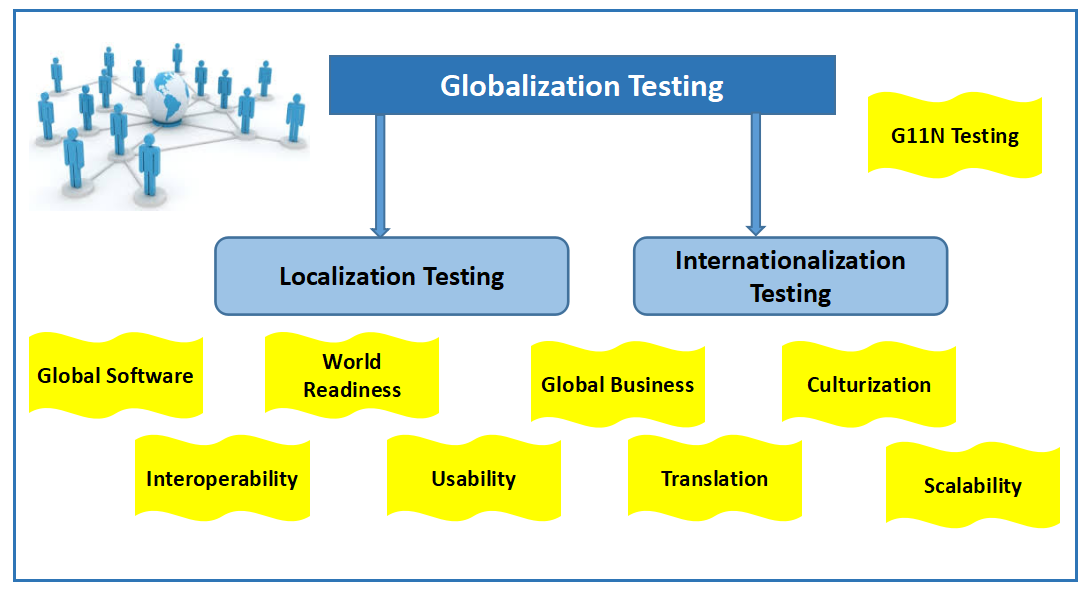 Globalization Testing
G11N Testing
Localization Testing
Internationalization
Testing
Global Software
World
Readiness
Global Business
Culturization
Interoperability
Usability
Translation
Scalability